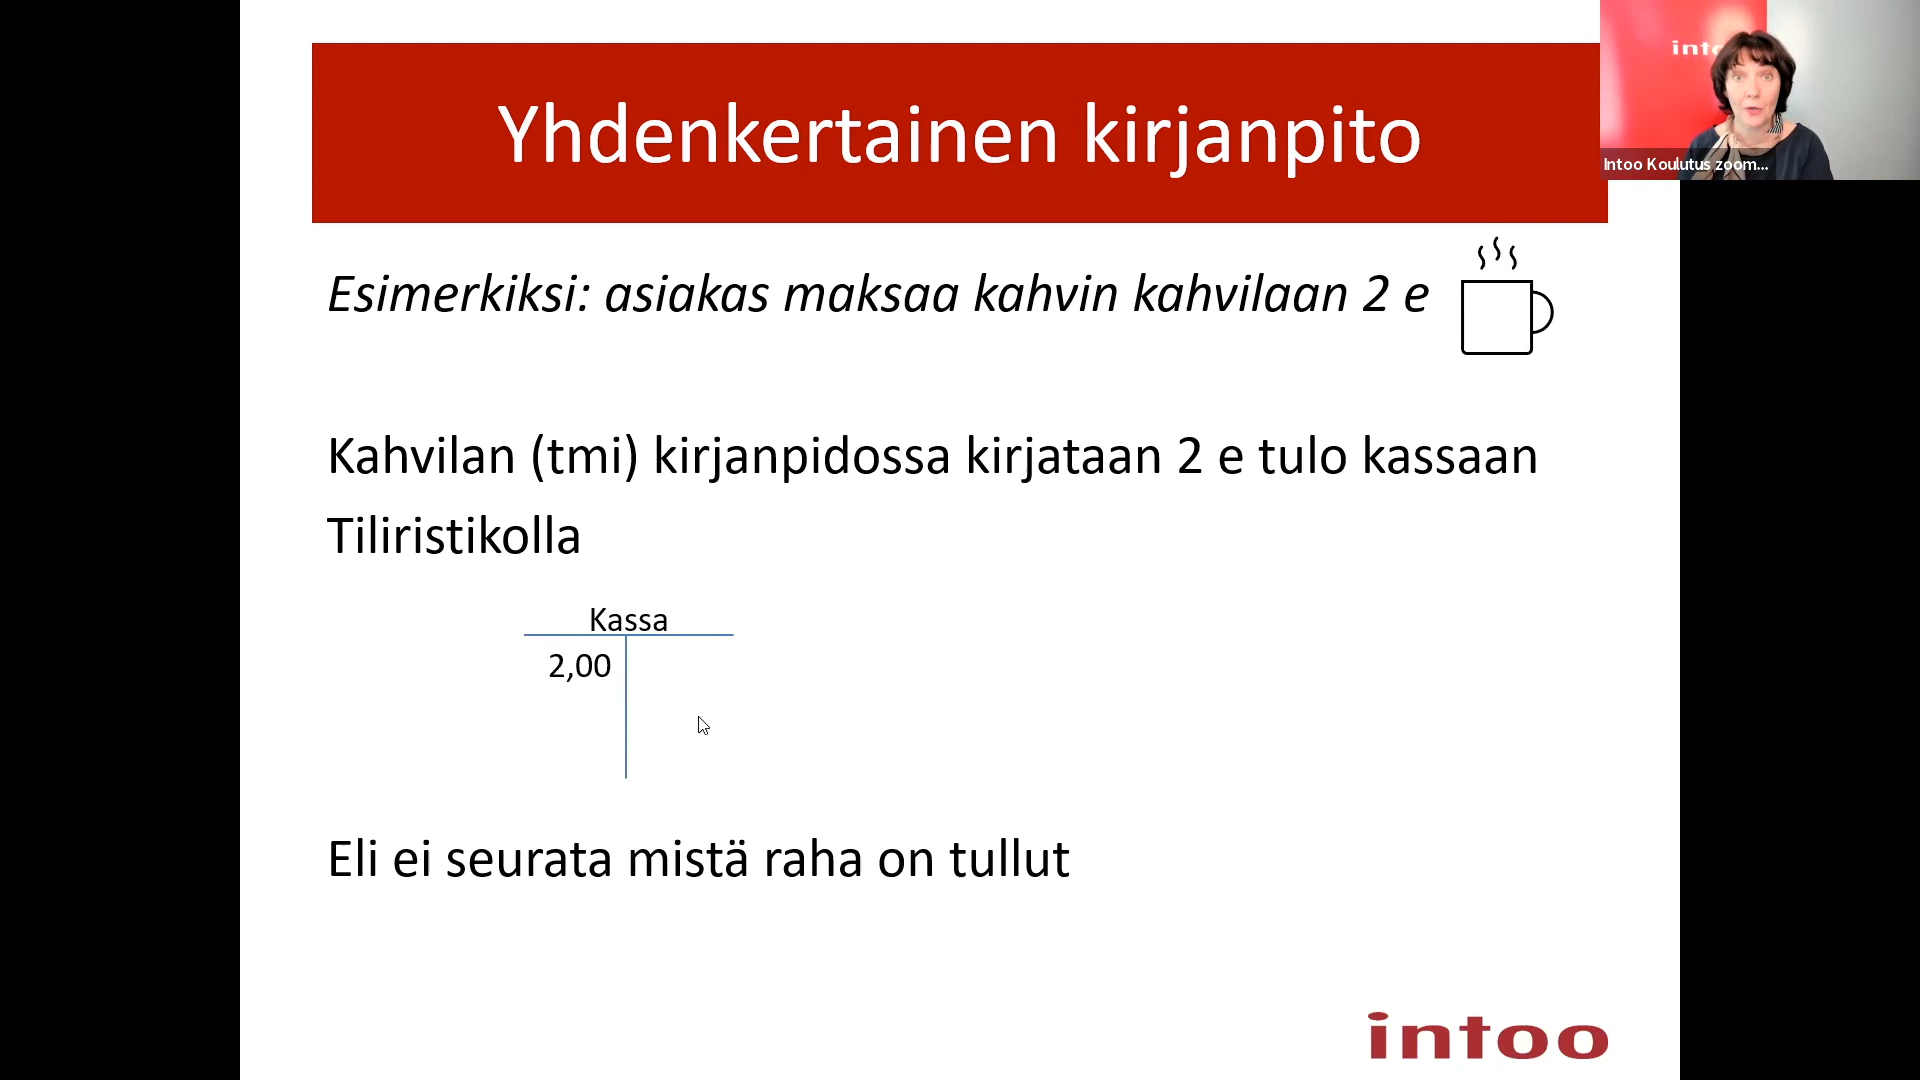 Yhdenkertainen kirjanpito
Intoo Koulutus zoom...
Esimerkiksi: asiakas maksaa kahvin kahvilaan 2 e
Kahvilan (tmi) kirjanpidossa kirjataan 2 e tulo kassaan
Tiliristikolla
Kassa
2,00
Eli ei seurata mistä raha on tullut
intoo